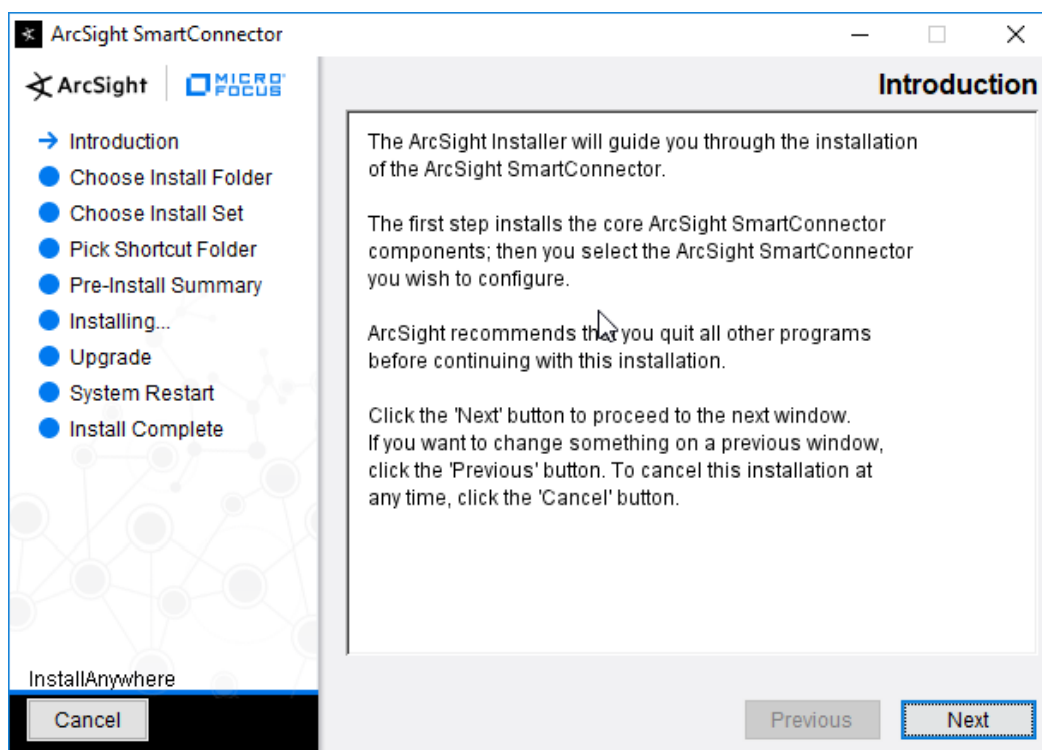 ArcSight SmartConnector
ArcSight
MICRO FOCUS
Introduction
Introduction
Choose Install Folder
Choose Install Set
Pick Shortcut Folder
Pre-Install Summary
Installing...
Upgrade
System Restart
Install Complete
The ArcSight Installer will guide you through the installation
of the ArcSight SmartConnector.
The first step installs the core ArcSight SmartConnector
components; then you select the ArcSight SmartConnector
you wish to configure.
ArcSight recommends that you quit all other programs
before continuing with this installation.
Click the 'Next' button to proceed to the next window.
If you want to change something on a previous window,
click the 'Previous' button. To cancel this installation at
any time, click the 'Cancel' button.
InstallAnywhere
Cancel
Previous
Next